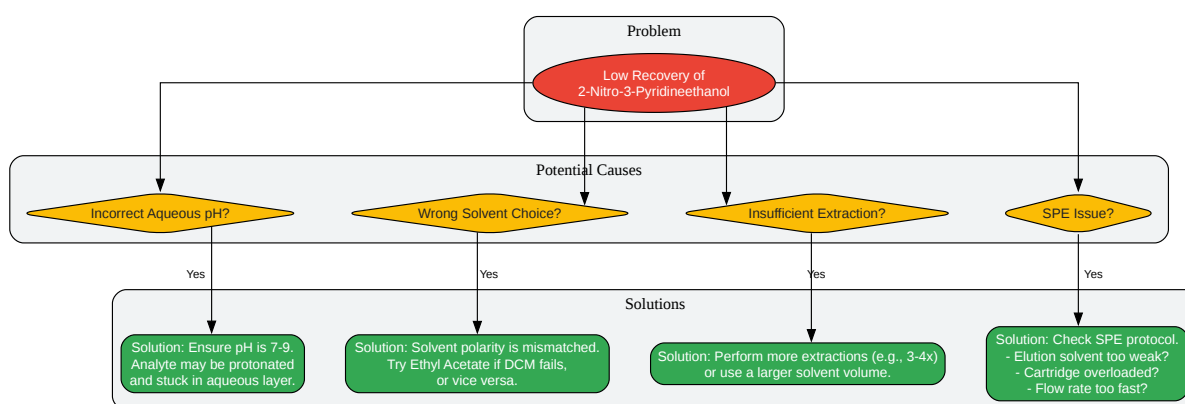 Problem
Low Recovery of
2-Nitro-3-Pyridineethanol
Potential Causes
Incorrect Aqueous pH?
Wrong Solvent Choice?
Insufficient Extraction?
SPE Issue?
Yes
Yes
Yes
Yes
Solutions
Solution: Ensure pH is 7-9.
Analyte may be protonated
and stuck in aqueous layer.
Solution: Solvent polarity is mismatched.
Try Ethyl Acetate if DCM fails,
or vice versa.
Solution: Perform more extractions (e.g., 3-4x)
or use a larger solvent volume.
Solution: Check SPE protocol.
- Elution solvent too weak?
- Cartridge overloaded?
- Flow rate too fast?